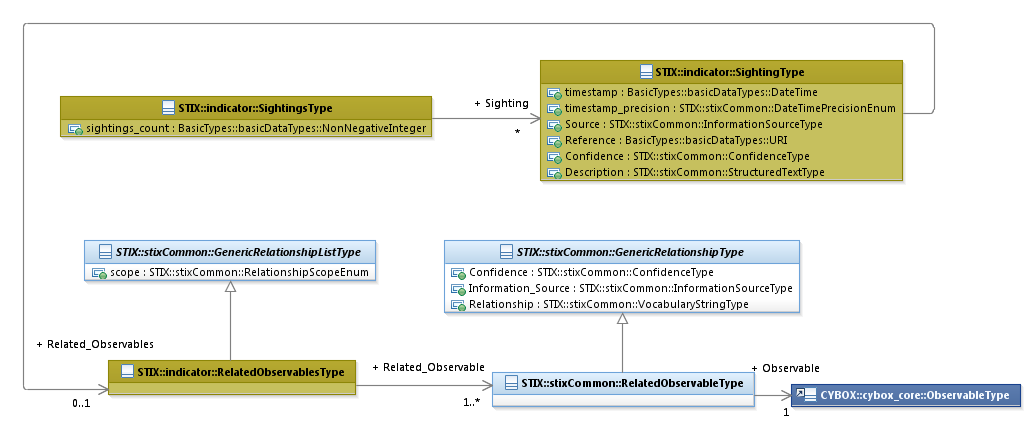 STIX::indicator::SightingsType
sightings_count : BasicTypes::basicDataTypes::NonNegativeInteger
+ Sighting
*
STIX::indicator::SightingType
timestamp : BasicTypes::basicDataTypes::DateTime
timestamp_precision : STIX::stixCommon::DateTimePrecisionEnum
Source : STIX::stixCommon::InformationSourceType
Reference : BasicTypes::basicDataTypes::URI
Confidence : STIX::stixCommon::ConfidenceType
Description : STIX::stixCommon::StructuredTextType
STIX::stixCommon::GenericRelationshipListType
scope : STIX::stixCommon::RelationshipScopeEnum
STIX::stixCommon::GenericRelationshipType
Confidence : STIX::stixCommon::ConfidenceType
Information_Source : STIX::stixCommon::InformationSourceType
Relationship : STIX::stixCommon::VocabularyStringType
+ Related_Observables
0..1
STIX::indicator::RelatedObservablesType
+ Related_Observable
1..*
STIX::stixCommon::RelatedObservableType
+ Observable
1
CYBOX::cybox_core::ObservableType